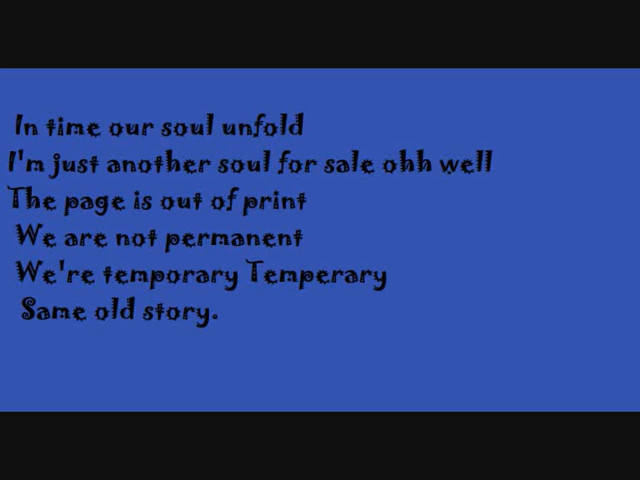 In time our soul unfold
I'm just another soul for sale ohh well
The page is out of print
We are not permanent
We're temporary Temperary
Same old story.